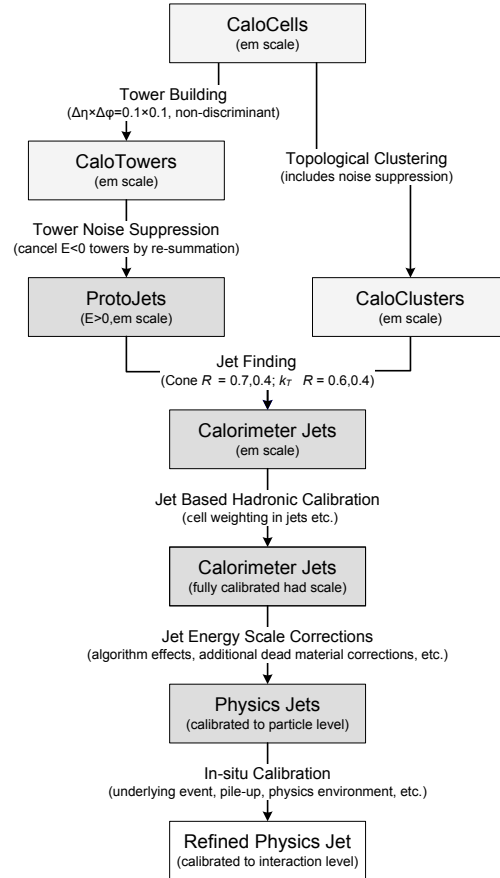 CaloCells
(em scale)
Tower Building
(Δη×Δφ=0.1×0.1, non-discriminant)
CaloTowers
(em scale)
Topological Clustering
(includes noise suppression)
Tower Noise Suppression
(cancel E<0 towers by re-summation)
ProtoJets
(E>0,em scale)
CaloClusters
(em scale)
Jet Finding
(Cone R = 0.7,0.4; kT R = 0.6,0.4)
Calorimeter Jets
(em scale)
Jet Based Hadronic Calibration
(cell weighting in jets etc.)
Calorimeter Jets
(fully calibrated had scale)
Jet Energy Scale Corrections
(algorithm effects, additional dead material corrections, etc.)
Physics Jets
(calibrated to particle level)
In-situ Calibration
(underlying event, pile-up, physics environment, etc.)
Refined Physics Jet
(calibrated to interaction level)